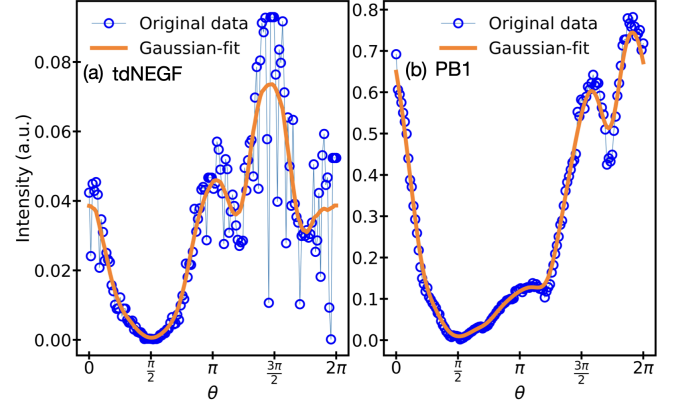 Original data
Gaussian-fit
(a) tdNEGF
Intensity (a.u.)
0.08
0.06
0.04
0.02
0.00
0
π/2
π
3π/2
2π
θ
Original data
Gaussian-fit
(b) PB1
0.8
0.7
0.6
0.5
0.4
0.3
0.2
0.1
0.0
0
π/2
π
3π/2
2π
θ